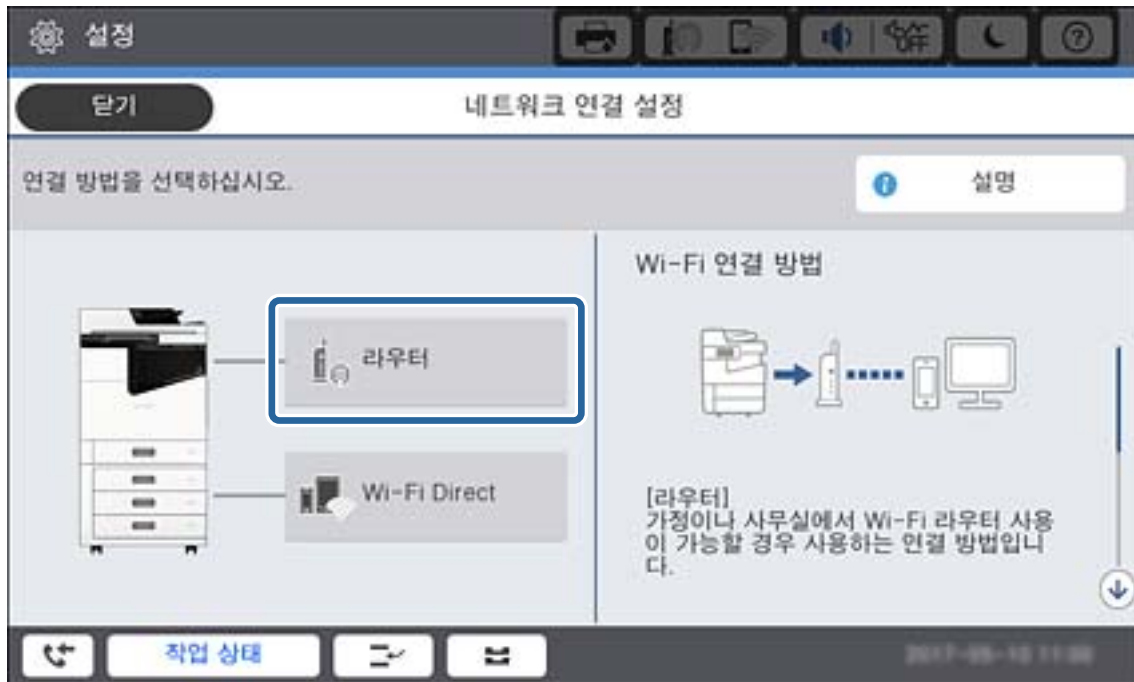 설정
OFF
닫기
네트워크 연결 설정
연결 방법을 선택하십시오.
설명
라우터
Wi-Fi Direct
Wi-Fi 연결 방법
[라우터]
가정이나 사무실에서 Wi-Fi 라우터 사용
이 가능할 경우 사용하는 연결 방법입니
다.
작업 상태